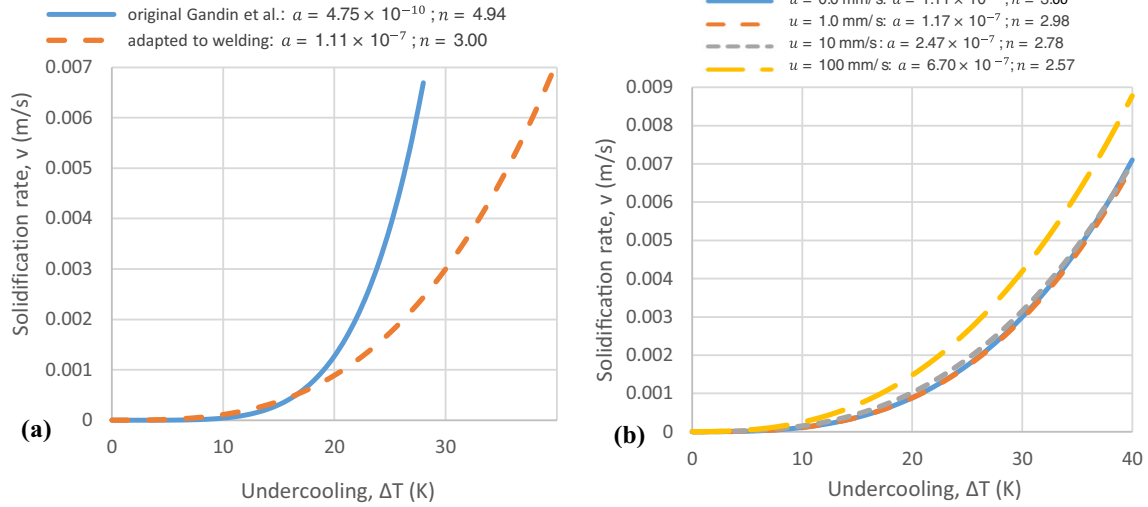 original Gandin et al.: a = 4.75 × 10⁻¹⁰ ; n = 4.94
adapted to welding: a = 1.11 × 10⁻⁷ ; n = 3.00
0.007
0.006
0.005
0.004
0.003
0.002
0.001
0
Solidification rate, v (m/s)
0
10
20
30
Undercooling, ΔT (K)
(a)
u = 1.0 mm/s: a = 1.17 × 10⁻⁷ ; n = 2.98
u = 10 mm/s: a = 2.47 × 10⁻⁷ ; n = 2.78
u = 100 mm/s: a = 6.70 × 10⁻⁷; n = 2.57
0.009
0.008
0.007
0.006
0.005
0.004
0.003
0.002
0.001
0
Solidification rate, v (m/s)
0
10
20
30
40
Undercooling, ΔT (K)
(b)